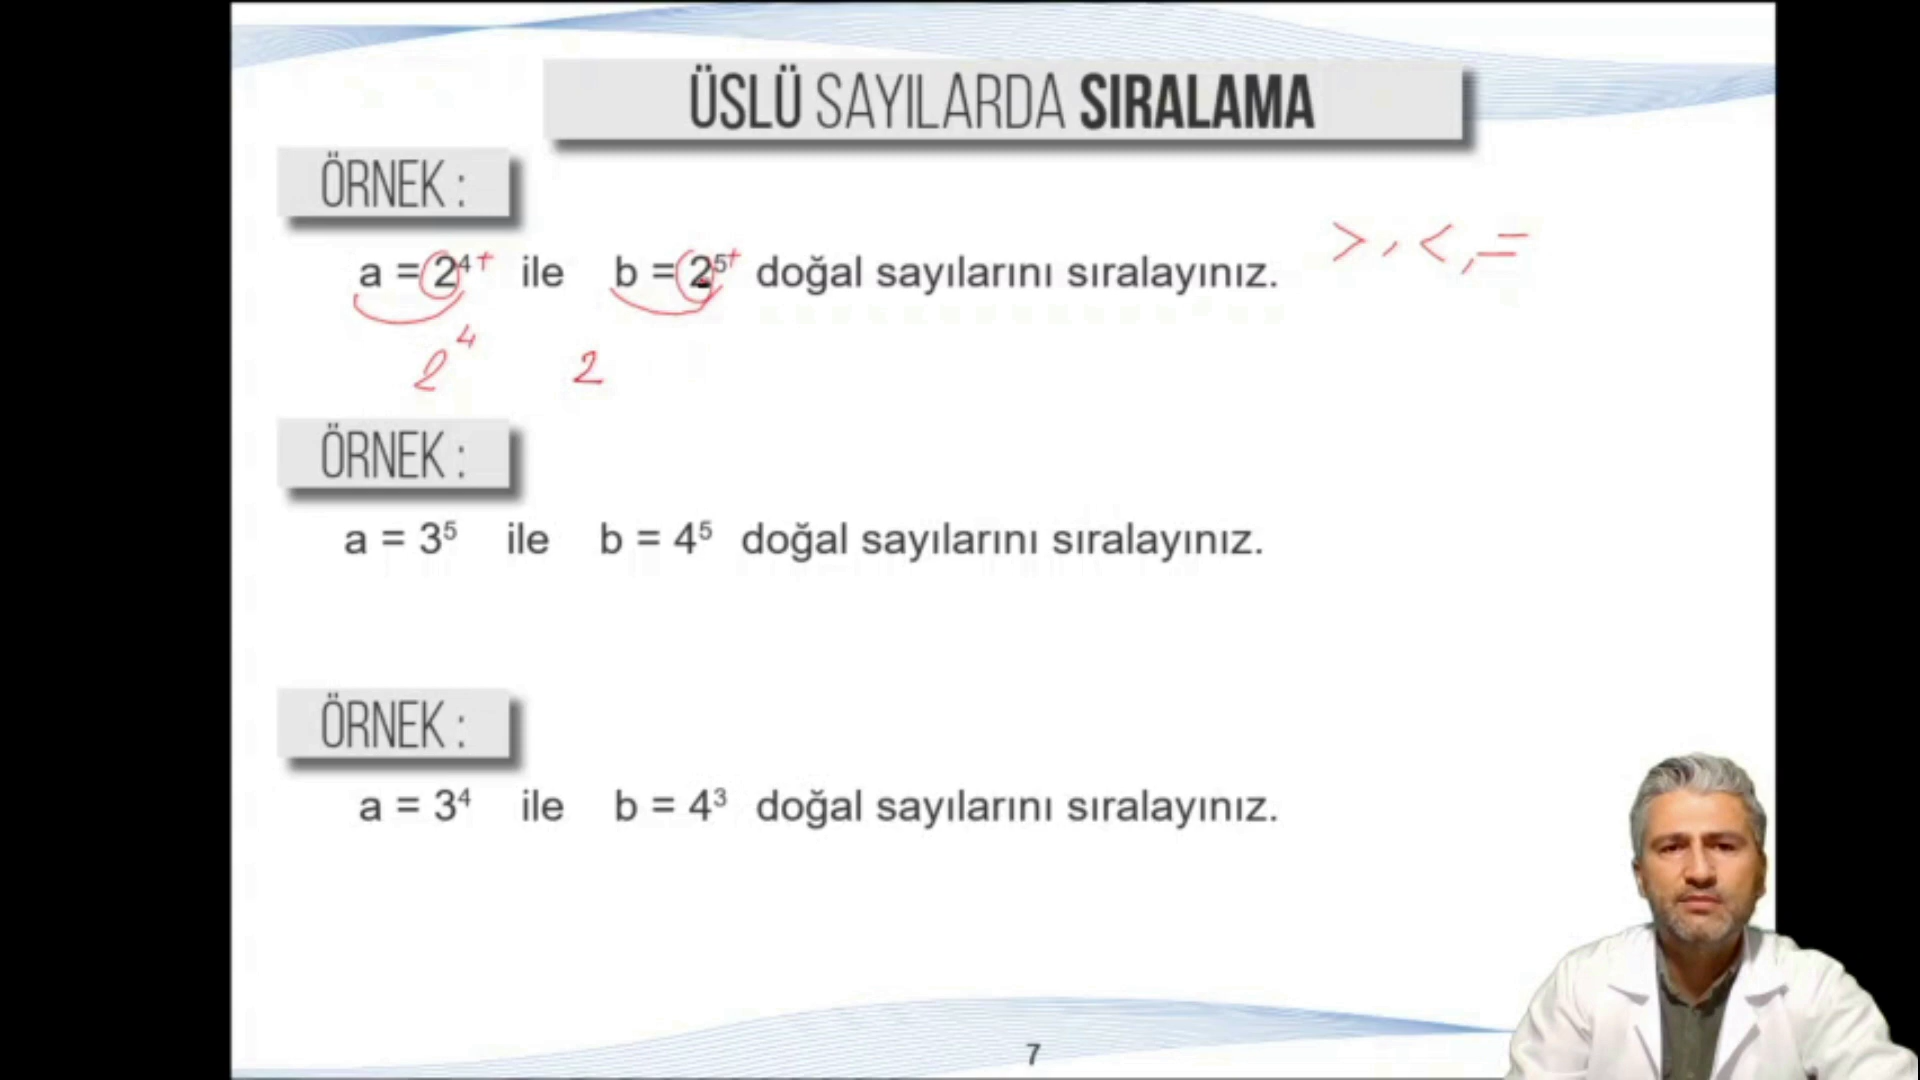 ÜSLÜ SAYILARDA SIRALAMA
ÖRNEK :
a = 2⁴⁺ ile b = 2⁵⁺ doğal sayılarını sıralayınız. > , < , =
2⁴ 2
ÖRNEK :
a = 3⁵ ile b = 4⁵ doğal sayılarını sıralayınız.
ÖRNEK :
a = 3⁴ ile b = 4³ doğal sayılarını sıralayınız.
7